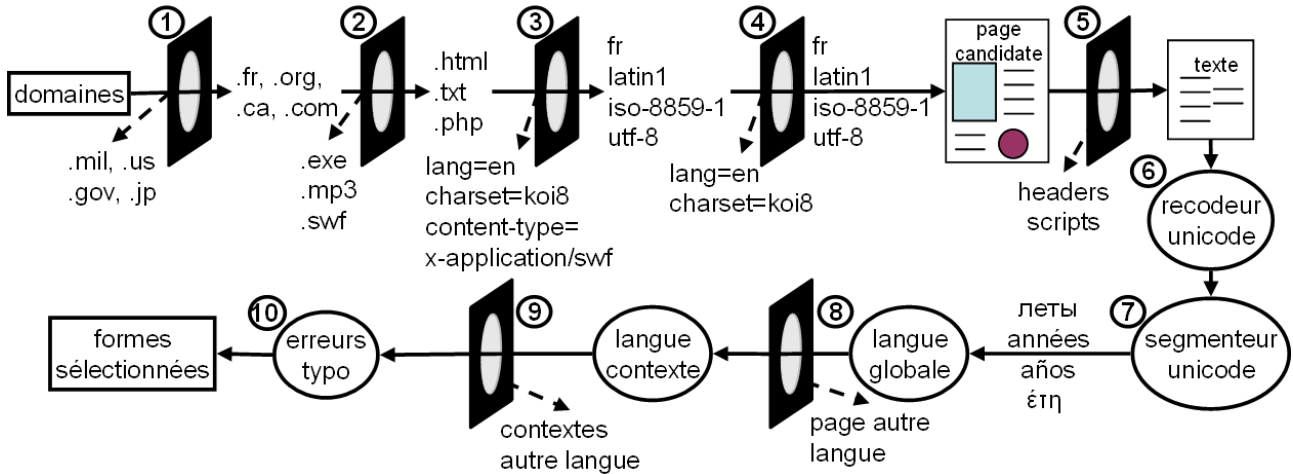 1
2
3
4
5
domaines
.fr, .org,
.ca, .com
.mil, .us
.gov, .jp
.html
.txt
.php
.exe
.mp3
.swf
fr
latin1
iso-8859-1
utf-8
lang=en
charset=koi8
content-type=
x-application/swf
fr
latin1
iso-8859-1
utf-8
lang=en
charset=koi8
page
candidate
headers
scripts
texte
6
recodeur
unicode
7
segmenteur
unicode
леты
années
años
έτη
8
langue
globale
page autre
langue
9
langue
contexte
contextes
autre langue
10
erreurs
typo
formes
sélectionnées